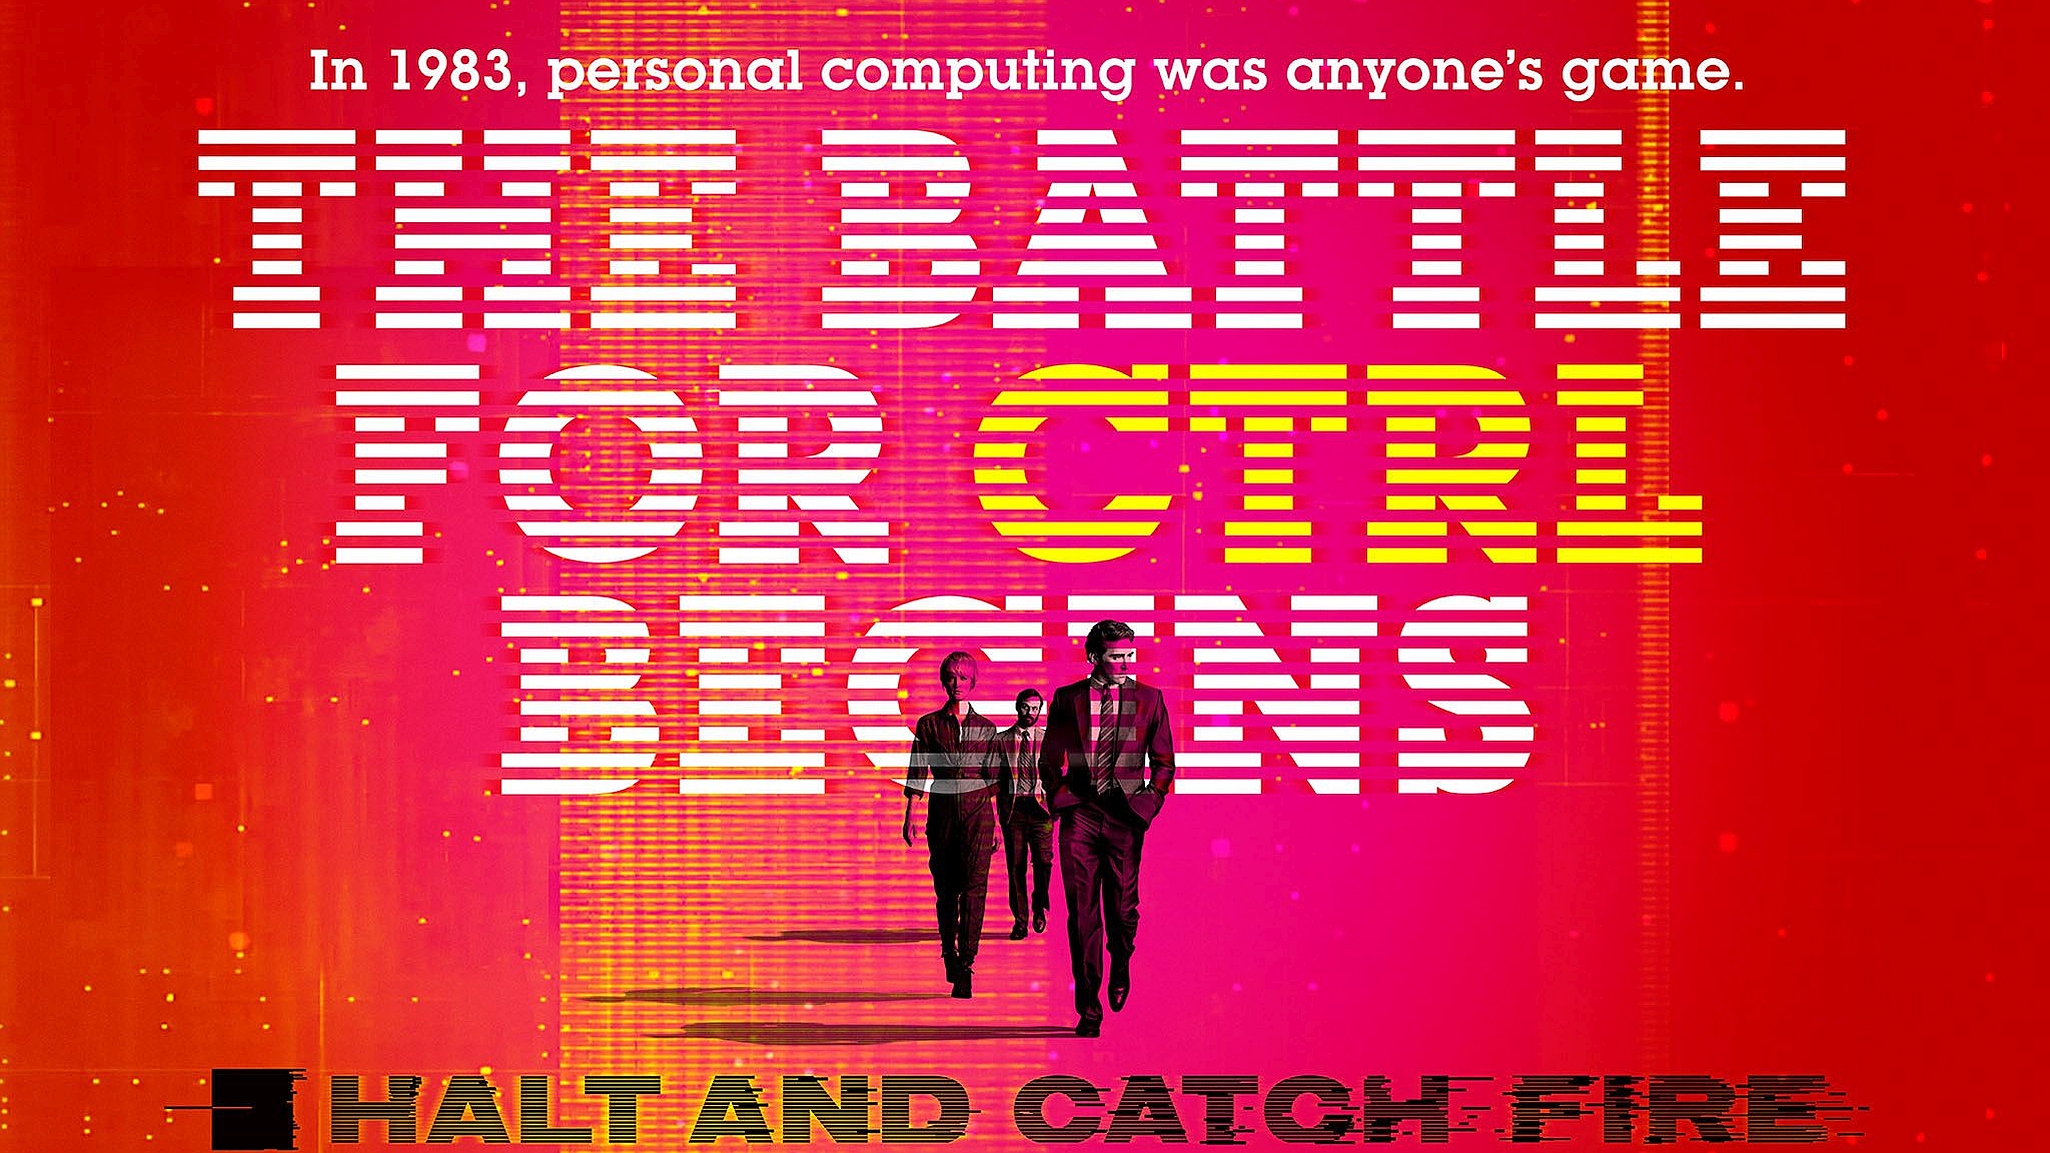 In 1983, personal computing was anyone’s game.
THE BATTLE
FOR CTRL
BEGINS
HALT AND CATCH FIRE